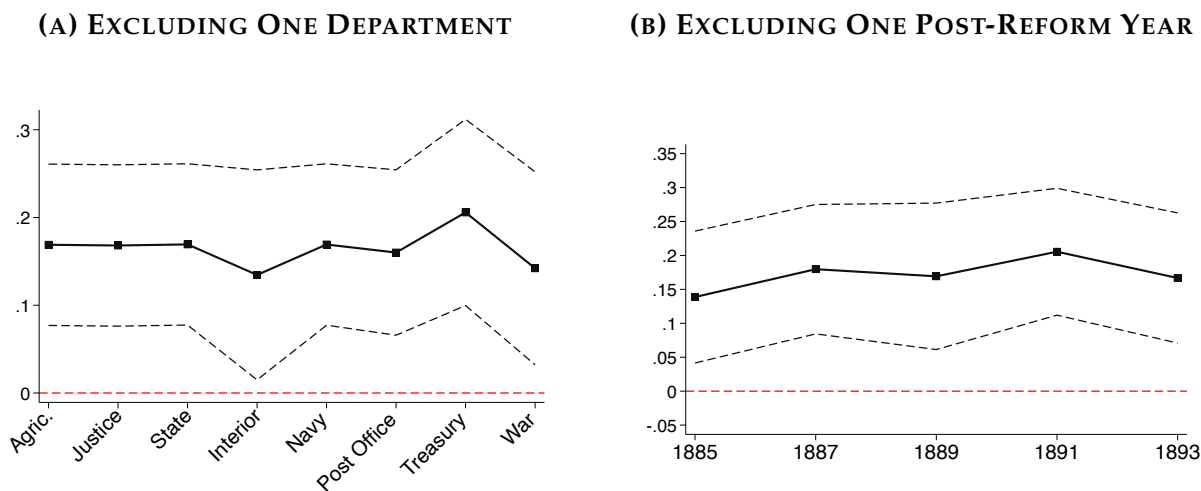 (A) EXCLUDING ONE DEPARTMENT
.3
.2
.1
0
Agric.
Justice
State
Interior
Navy
Post Office
Treasury
War
(B) EXCLUDING ONE POST-REFORM YEAR
.35
.3
.25
.2
.15
.1
.05
0
-.05
1885 1887 1889 1891 1893